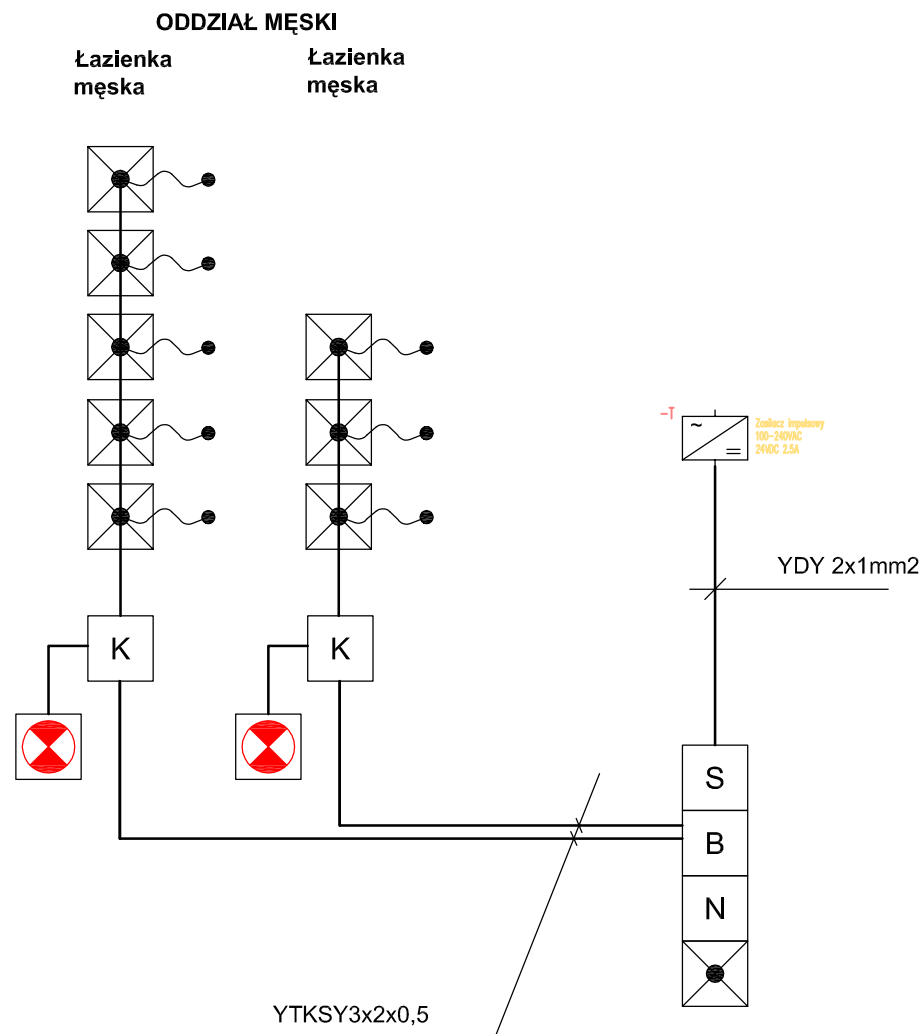 ODDZIAŁ MĘSKI
Łazienka
męska
Łazienka
męska
-T
~
Zasilacz impulsowy
100-240VAC
24VDC 2.5A
YDY 2x1mm2
K
K
S
B
N
YTKSY3x2x0,5